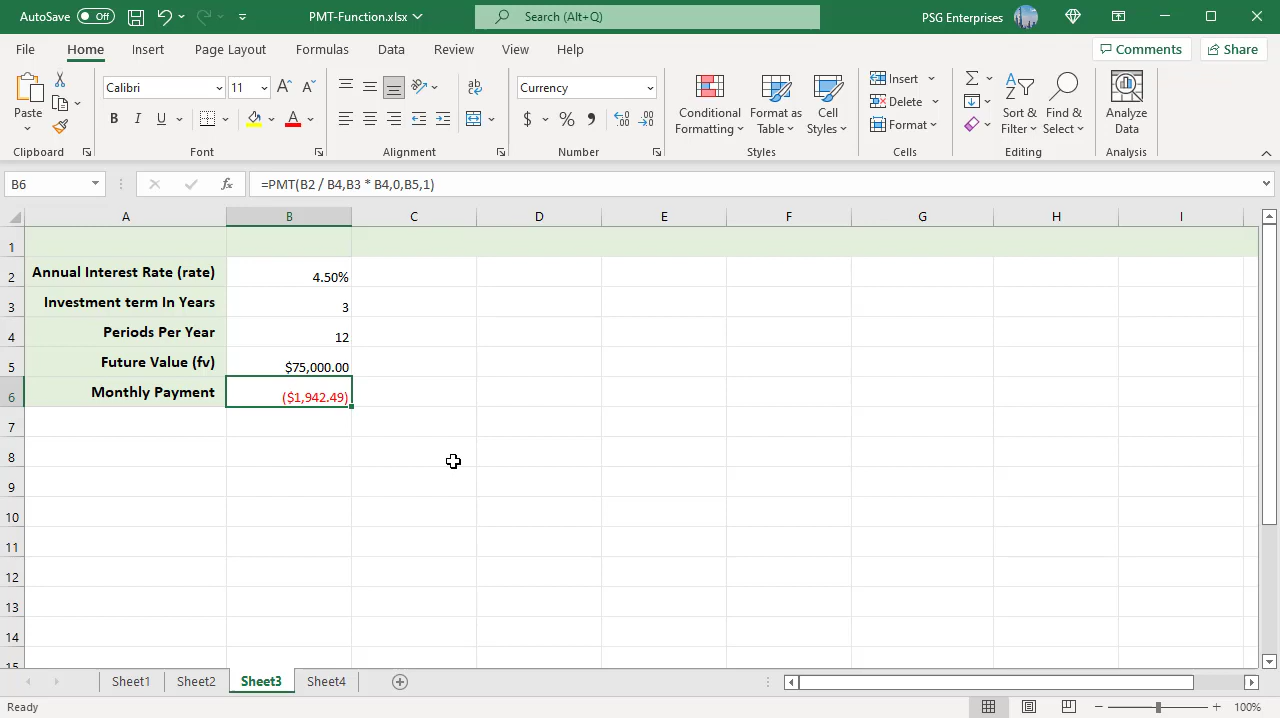 AutoSave Off PMT-Function.xlsx Search (Alt+Q) PSG Enterprises
File Home Insert Page Layout Formulas Data Review View Help Comments Share
Paste
Clipboard
Calibri 11
B I U A
Font
ab
Alignment
Currency
$ % , .00
Number
Conditional Formatting
Format as Table
Cell Styles
Styles
Insert
Delete
Format
Cells
Sort & Filter
Find & Select
Editing
Analyze Data
Analysis
B6 fx =PMT(B2 / B4,B3 * B4,0,B5,1)
A B C D E F G H I
1
2 Annual Interest Rate (rate) 4.50%
3 Investment term In Years 3
4 Periods Per Year 12
5 Future Value (fv) $75,000.00
6 Monthly Payment ($1,942.49)
7
8
9
10
11
12
13
14
15
Sheet1 Sheet2 Sheet3 Sheet4
Ready 100%